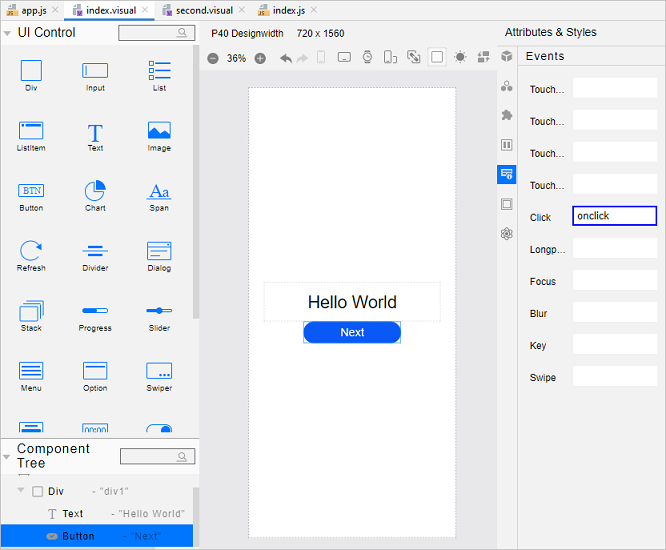 app.js index.visual second.visual index.js
UI Control
Div Input List
ListItem Text Image
BTN
Button Chart Span
Refresh Divider Dialog
Stack Progress Slider
Menu Option Swiper
00:00
Component Tree
Div - "div1"
Text - "Hello World"
Button - "Next"
P40 Designwidth 720 x 1560
36%
Hello World
Next
Attributes & Styles
Events
Touch...
Touch...
Touch...
Touch...
Click onclick
Longp...
Focus
Blur
Key
Swipe